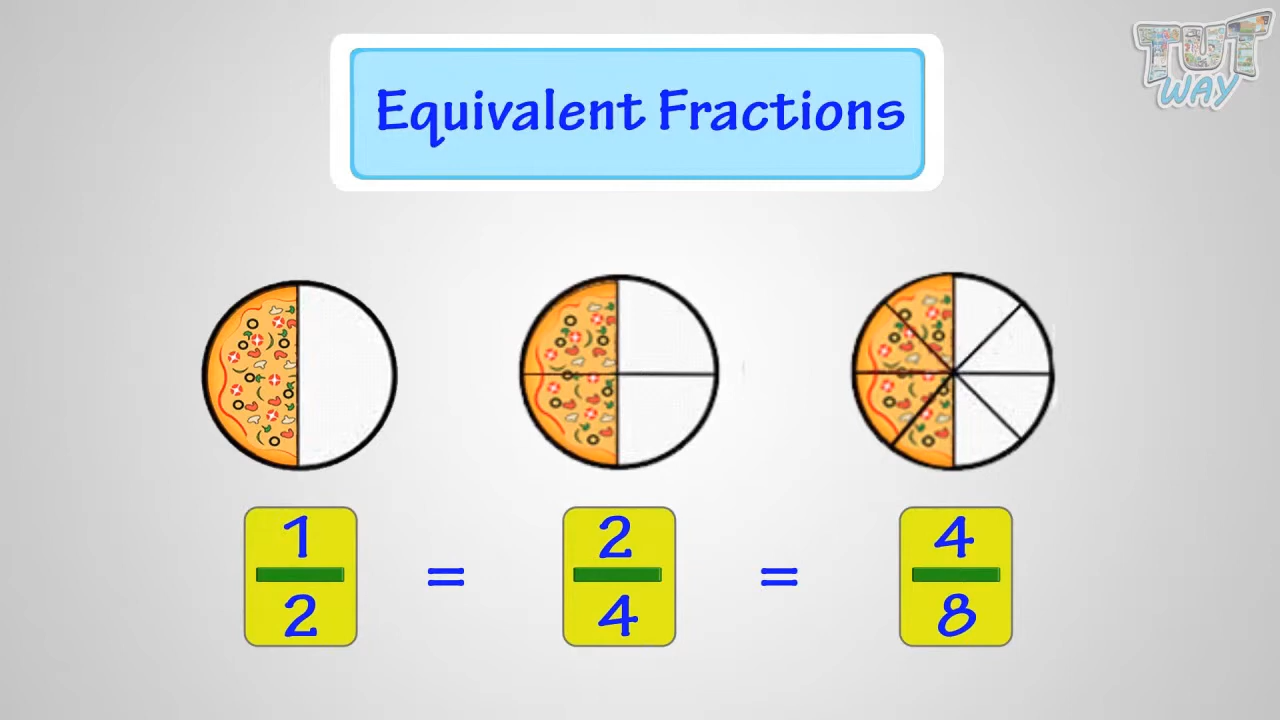 TUT
WAY
Equivalent Fractions
1 2 4
= =
2 4 8